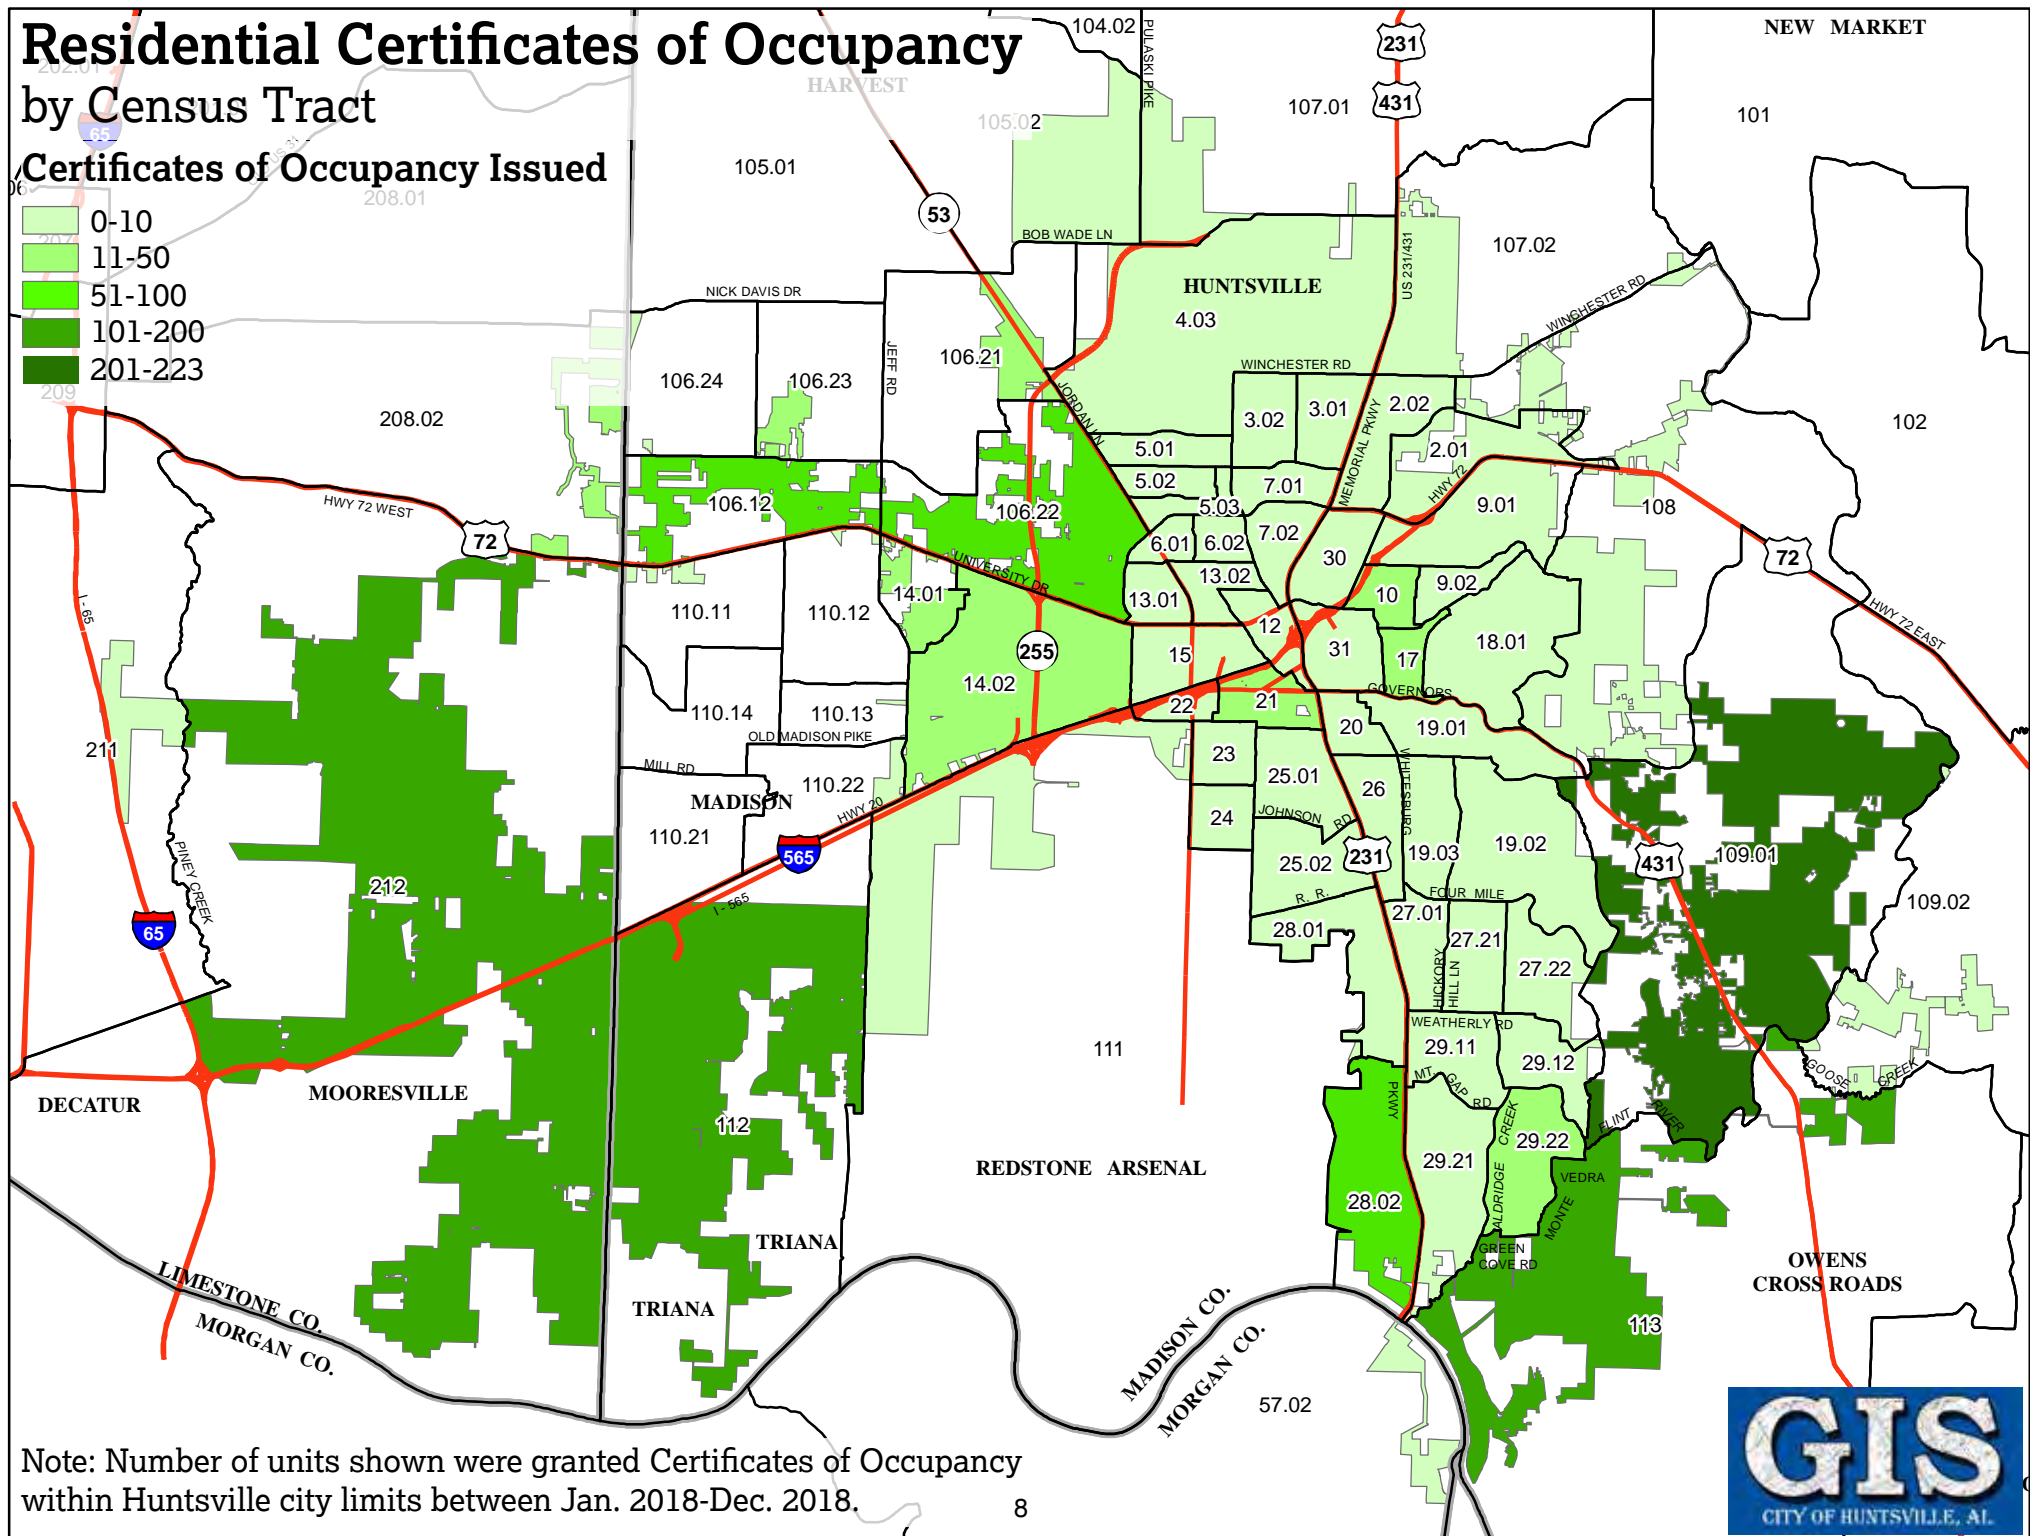 Residential Certificates of Occupancy
by Census Tract
Certificates of Occupancy Issued
0-10
11-50
51-100
101-200
201-223
202.01
65
US 31
208.01
207
209
HARVEST
104.02
PULASKI PIKE
105.02
105.01
107.01
231
431
NEW MARKET
101
53
BOB WADE LN
107.02
US 231/431
WINCHESTER RD
HUNTSVILLE
4.03
NICK DAVIS DR
JEFF RD
106.21
106.24
106.23
208.02
JORDAN LN
WINCHESTER RD
3.02
3.01
2.02
MEMORIAL PKWY
2.01
102
5.01
5.02
5.03
7.01
HWY 72
9.01
108
HWY 72 WEST
72
106.12
106.22
6.01
6.02
7.02
30
72
HWY 72 EAST
UNIVERSITY DR
I - 65
110.11
110.12
14.01
13.02
13.01
10
9.02
12
31
17
18.01
255
15
14.02
110.14
110.13
OLD MADISON PIKE
22
21
GOVERNORS
20
19.01
211
MILL RD
110.22
MADISON
HWY 20
110.21
565
23
25.01
26
WHITESBURG
24
JOHNSON RD
231
19.03
19.02
431
109.01
PINEY CREEK
212
I - 565
25.02
R. R.
FOUR MILE
27.01
109.02
65
28.01
27.21
HICKORY
HILL LN
27.22
WEATHERLY RD
111
29.11
29.12
MT. GAP RD
GOOSE CREEK
PKWY
DECATUR
MOORESVILLE
112
FLINT RIVER
ALDRIDGE CREEK
29.22
29.21
REDSTONE ARSENAL
28.02
MONTE
VEDRA
TRIANA
GREEN
COVE RD
OWENS
CROSS ROADS
LIMESTONE CO.
MORGAN CO.
TRIANA
113
MADISON CO.
MORGAN CO.
57.02
Note: Number of units shown were granted Certificates of Occupancy
within Huntsville city limits between Jan. 2018-Dec. 2018.
8
GIS
CITY OF HUNTSVILLE, AL